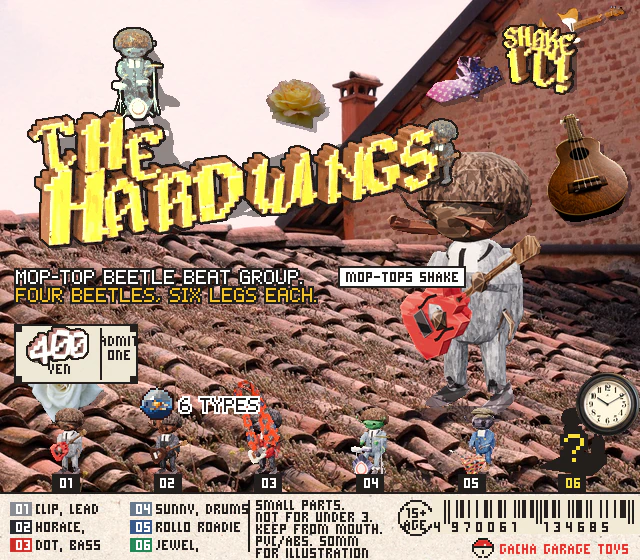 SHAKE
IT!
THE
HARDWINGS
MOP-TOP BEETLE BEAT GROUP.
FOUR BEETLES, SIX LEGS EACH.
MOP-TOPS SHAKE
400
YEN
ADMIT
ONE
6 TYPES
?
01 02 03 04 05 06
01 CLIP, LEAD
02 HORACE,
03 DOT, BASS
04 SUNNY, DRUMS
05 ROLLO ROADIE
06 JEWEL,
SMALL PARTS.
NOT FOR UNDER 3.
KEEP FROM MOUTH.
PVC/ABS. 50MM
FOR ILLUSTRATION
15+
AGE
4 970061 134685
GACHA GARAGE TOYS